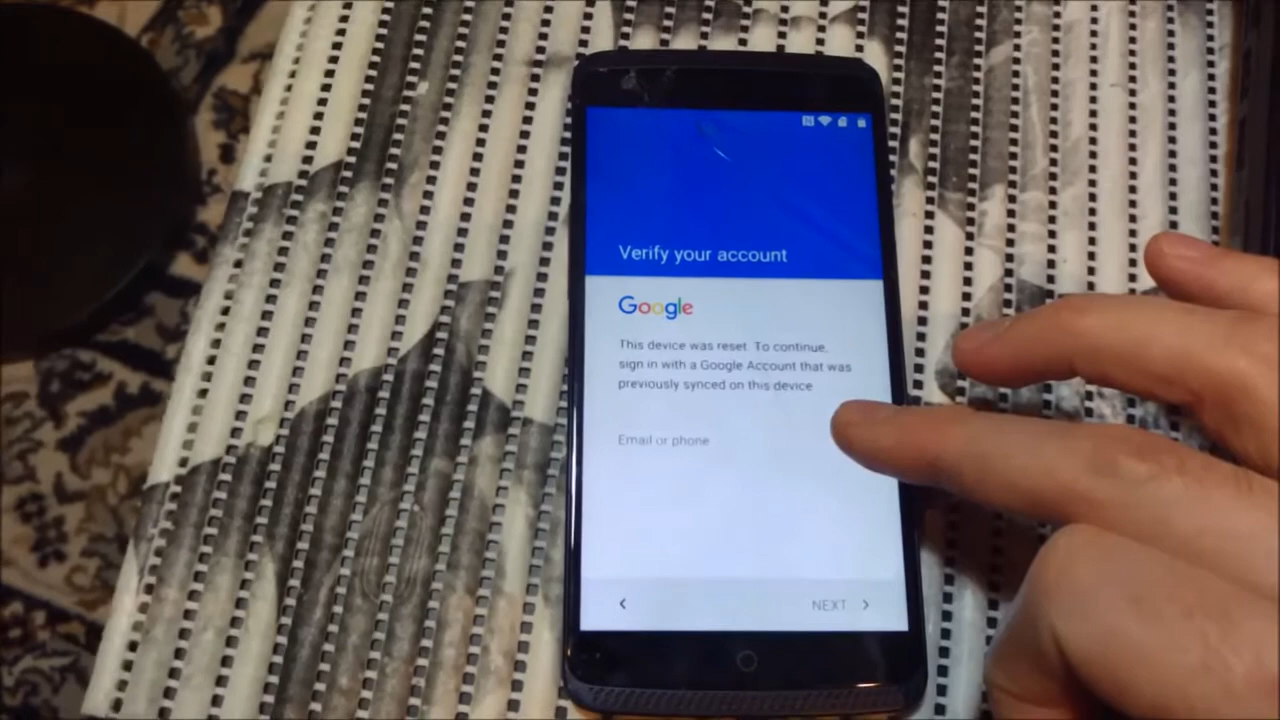 Verify your account
Google
This device was reset. To continue,
sign in with a Google Account that was
previously synced on this device
Email or phone
NEXT